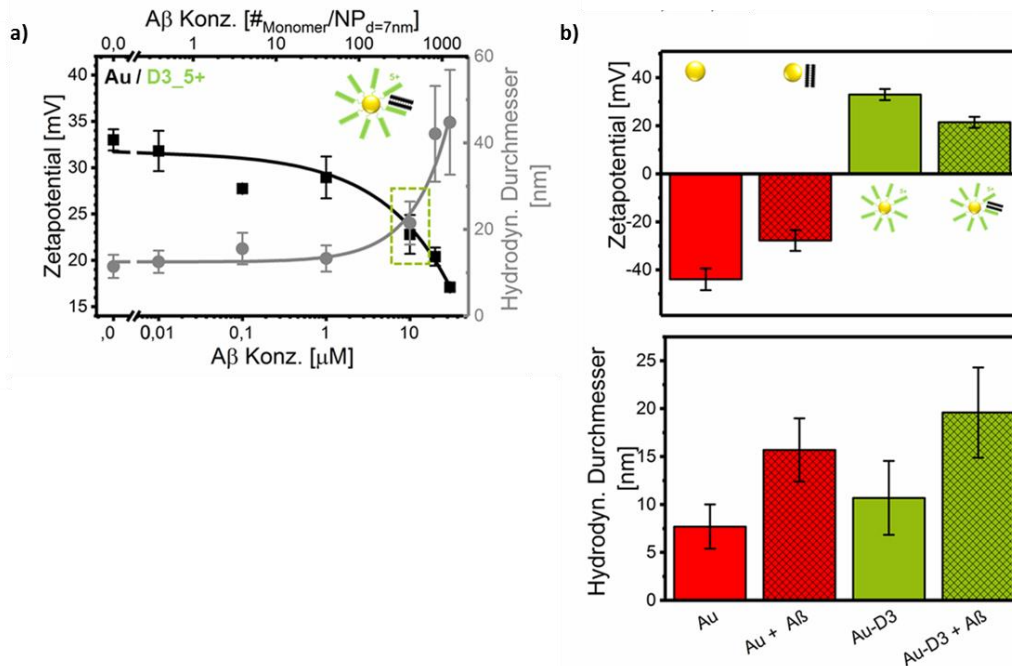 a)
Aβ Konz. [#Monomer/NPd=7nm]
0,0 1 10 100 1000
Au / D3_5+
5+
Zetapotential [mV]
40
35
30
25
20
15
60
40
20
0
Hydrodyn. Durchmesser
[nm]
,0 0,01 0,1 1 10
Aβ Konz. [µM]
b)
Zetapotential [mV]
40
20
0
-20
-40
5+
5+
Hydrodyn. Durchmesser
[nm]
25
20
15
10
5
0
Au
Au + Aß
Au-D3
Au-D3 + Aß